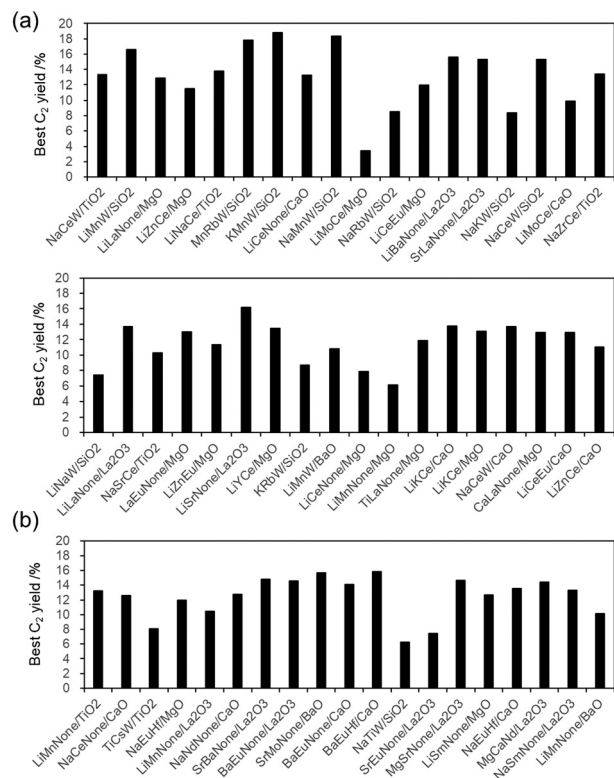 (a)
Best C₂ yield /%
20
18
16
14
12
10
8
6
4
2
0
NaCeW/TiO2
LiMnW/SiO2
LiLaNone/MgO
LiZnCe/MgO
LiNaCe/TiO2
MnRbW/SiO2
KMnW/SiO2
LiCeNone/CaO
NaMnW/SiO2
LiMoCe/MgO
NaRbW/SiO2
LiCeEu/MgO
LiBaNone/La2O3
SrLaNone/La2O3
NaKW/SiO2
NaCeW/SiO2
LiMoCe/CaO
NaZrCe/TiO2
Best C₂ yield /%
20
18
16
14
12
10
8
6
4
2
0
LiNaW/SiO2
LiLaNone/La2O3
NaSrCe/TiO2
LaEuNone/MgO
LiZnEu/MgO
LiSrNone/La2O3
LiYCe/MgO
KRbW/SiO2
LiMnW/BaO
LiCeNone/MgO
LiMnNone/MgO
TiLaNone/MgO
LiKCe/CaO
LiKCe/MgO
NaCeW/CaO
CaLaNone/MgO
LiCeEu/CaO
LiZnCe/CaO
(b)
Best C₂ yield /%
20
18
16
14
12
10
8
6
4
2
0
LiMnNone/TiO2
NaCeNone/CaO
TiCsW/TiO2
NaEuHf/MgO
LiMnNone/La2O3
NaNdNone/CaO
SrBaNone/La2O3
BaEuNone/La2O3
SrMoNone/BaO
BaEuNone/CaO
BaEuHf/CaO
NaTiW/SiO2
SrEuNone/La2O3
MgSrNone/La2O3
LiSmNone/MgO
NaEuHf/CaO
MgCaNd/La2O3
NaSmNone/La2O3
LiMnNone/BaO